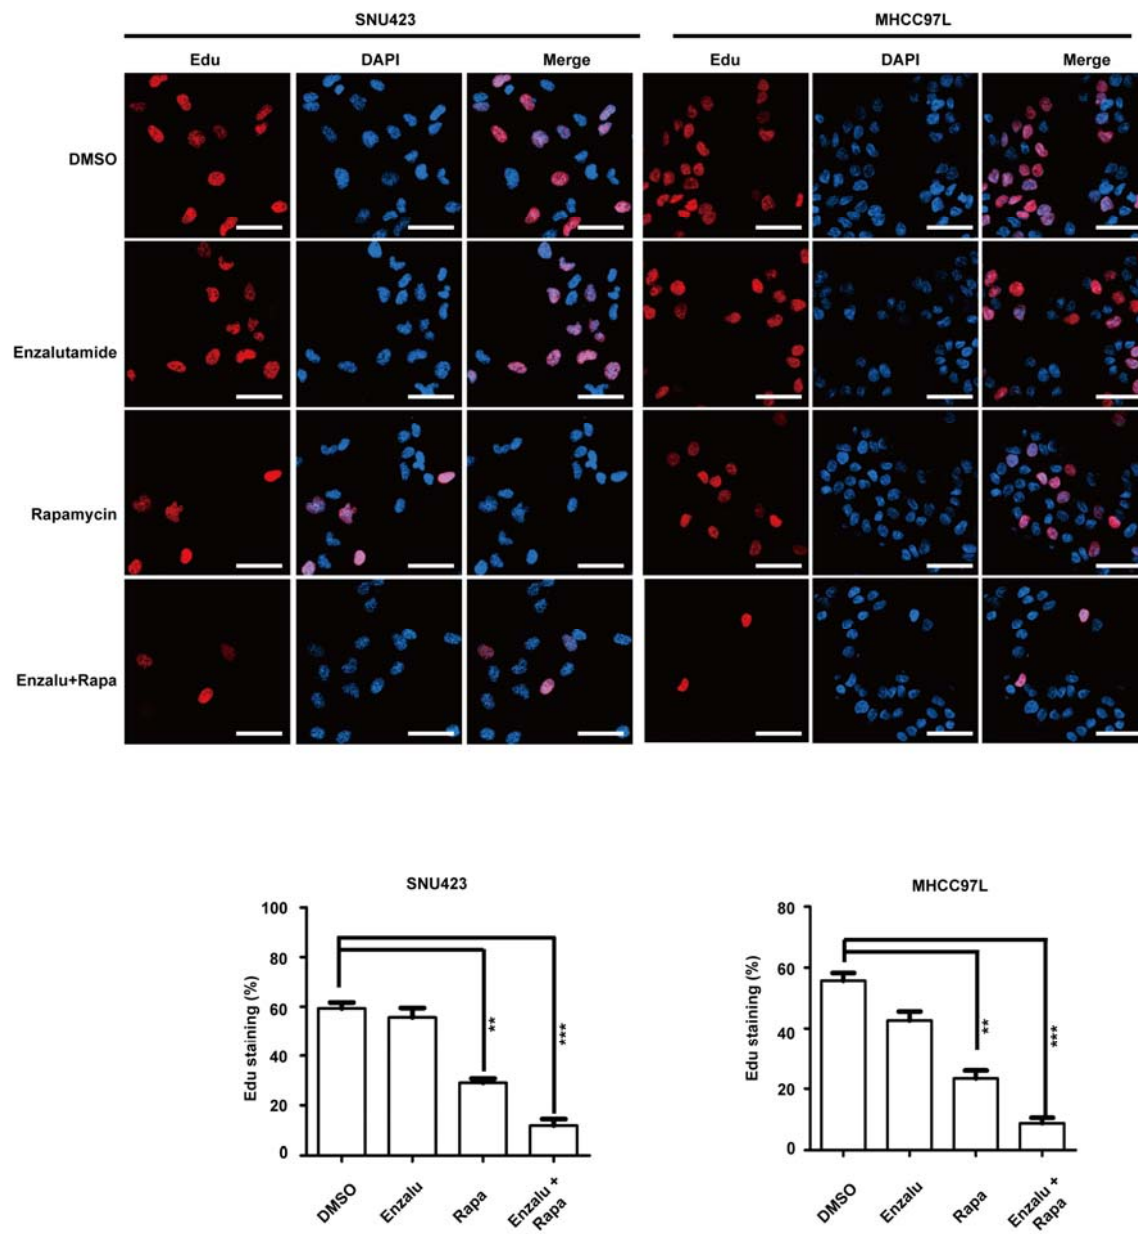 SNU423 MHCC97L
Edu DAPI Merge Edu DAPI Merge
DMSO
Enzalutamide
Rapamycin
Enzalu+Rapa
SNU423
Edu staining (%)
100
80
60
40
20
0
**
***
DMSO
Enzalu
Rapa
Enzalu +
Rapa
MHCC97L
Edu staining (%)
80
60
40
20
0
**
***
DMSO
Enzalu
Rapa
Enzalu +
Rapa